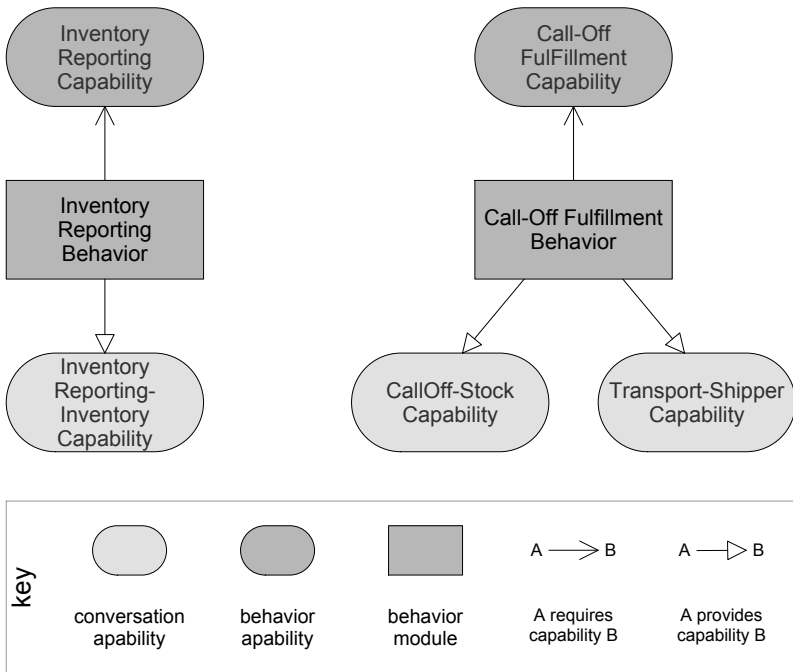 Inventory
Reporting
Capability
Call-Off
FulFillment
Capability
Inventory
Reporting
Behavior
Call-Off Fulfillment
Behavior
Inventory
Reporting-
Inventory
Capability
CallOff-Stock
Capability
Transport-Shipper
Capability
key
conversation
apability
behavior
apability
behavior
module
A B
A requires
capability B
A B
A provides
capability B